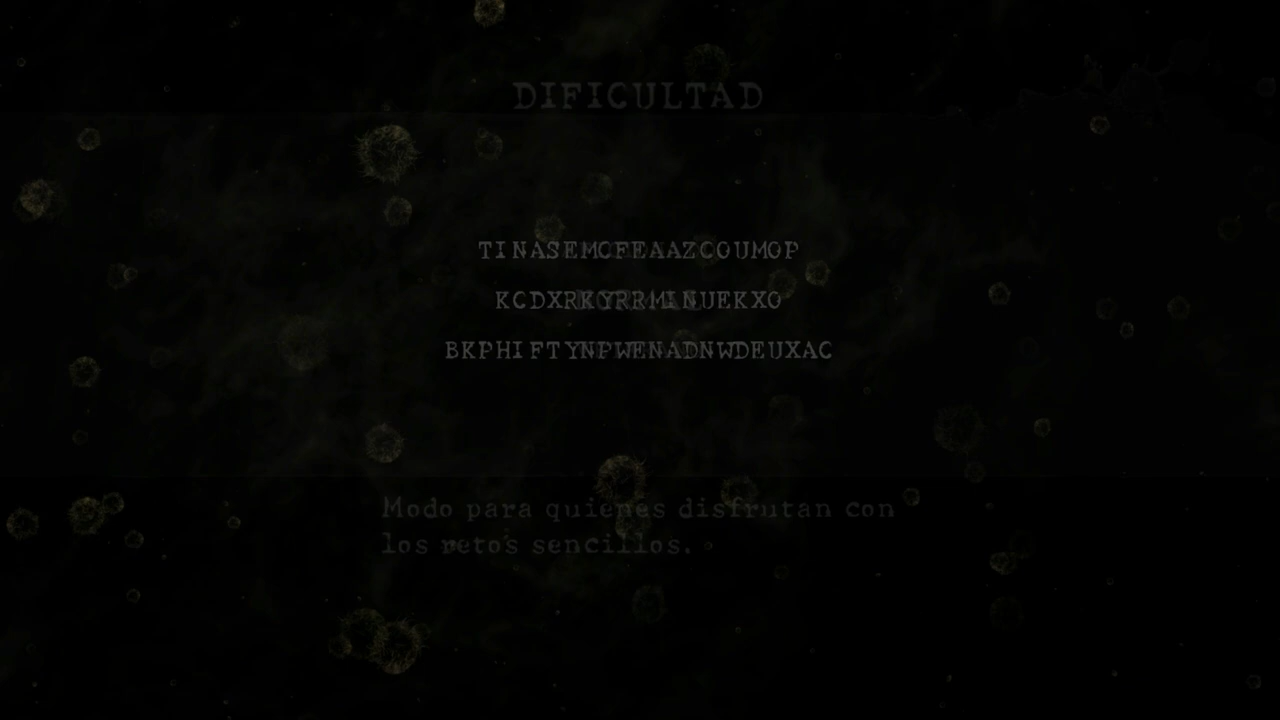 DIFICULTAD
TINASEMCFEAAZCOUMOP
KCDXRKYRRMINUEKXO
BKPHIFTYNPWENADNWDEUXAC
Modo para quienes disfrutan con
los retos sencillos.